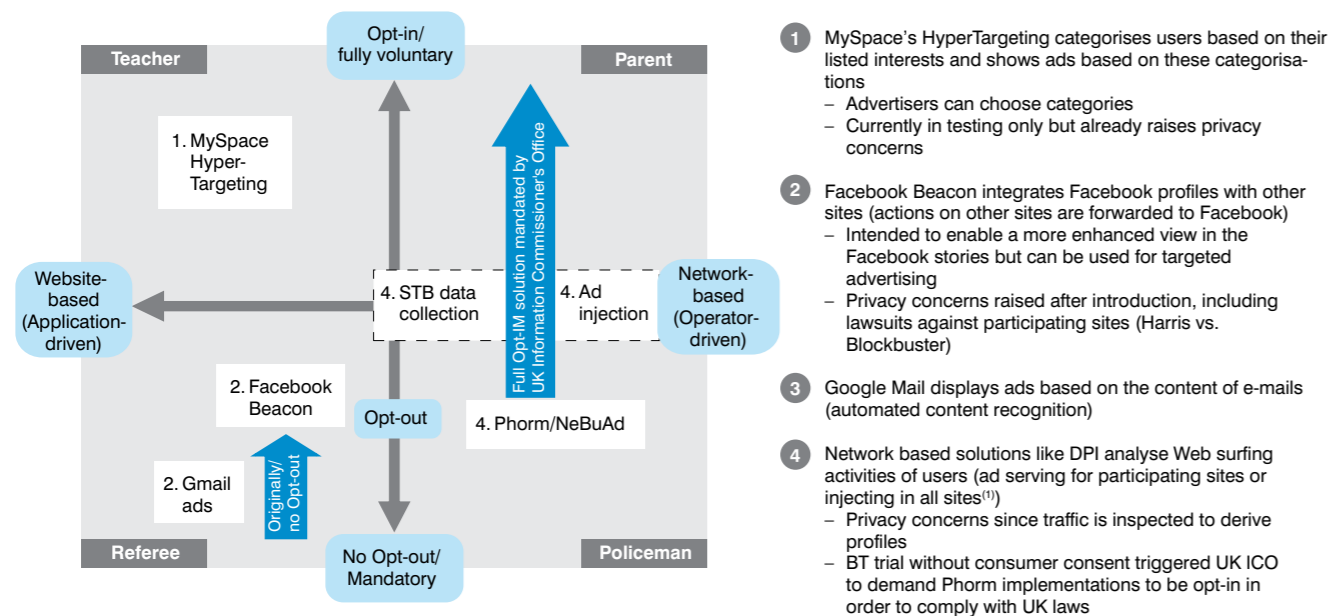 Opt-in/
fully voluntary
Teacher
Parent
1. MySpace
Hyper-
Targeting
Full Opt-IM solution mandated by
UK Information Commissioner's Office
Website-
based
(Application-
driven)
4. STB data
collection
4. Ad
injection
Network-
based
(Operator-
driven)
2. Facebook
Beacon
Opt-out
4. Phorm/NeBuAd
2. Gmail
ads
Originally/
no Opt-out
Referee
No Opt-out/
Mandatory
Policeman
1 MySpace's HyperTargeting categorises users based on their
listed interests and shows ads based on these categorisa-
tions
– Advertisers can choose categories
– Currently in testing only but already raises privacy
concerns
2 Facebook Beacon integrates Facebook profiles with other
sites (actions on other sites are forwarded to Facebook)
– Intended to enable a more enhanced view in the
Facebook stories but can be used for targeted
advertising
– Privacy concerns raised after introduction, including
lawsuits against participating sites (Harris vs.
Blockbuster)
3 Google Mail displays ads based on the content of e-mails
(automated content recognition)
4 Network based solutions like DPI analyse Web surfing
activities of users (ad serving for participating sites or
injecting in all sites(1))
– Privacy concerns since traffic is inspected to derive
profiles
– BT trial without consumer consent triggered UK ICO
to demand Phorm implementations to be opt-in in
order to comply with UK laws